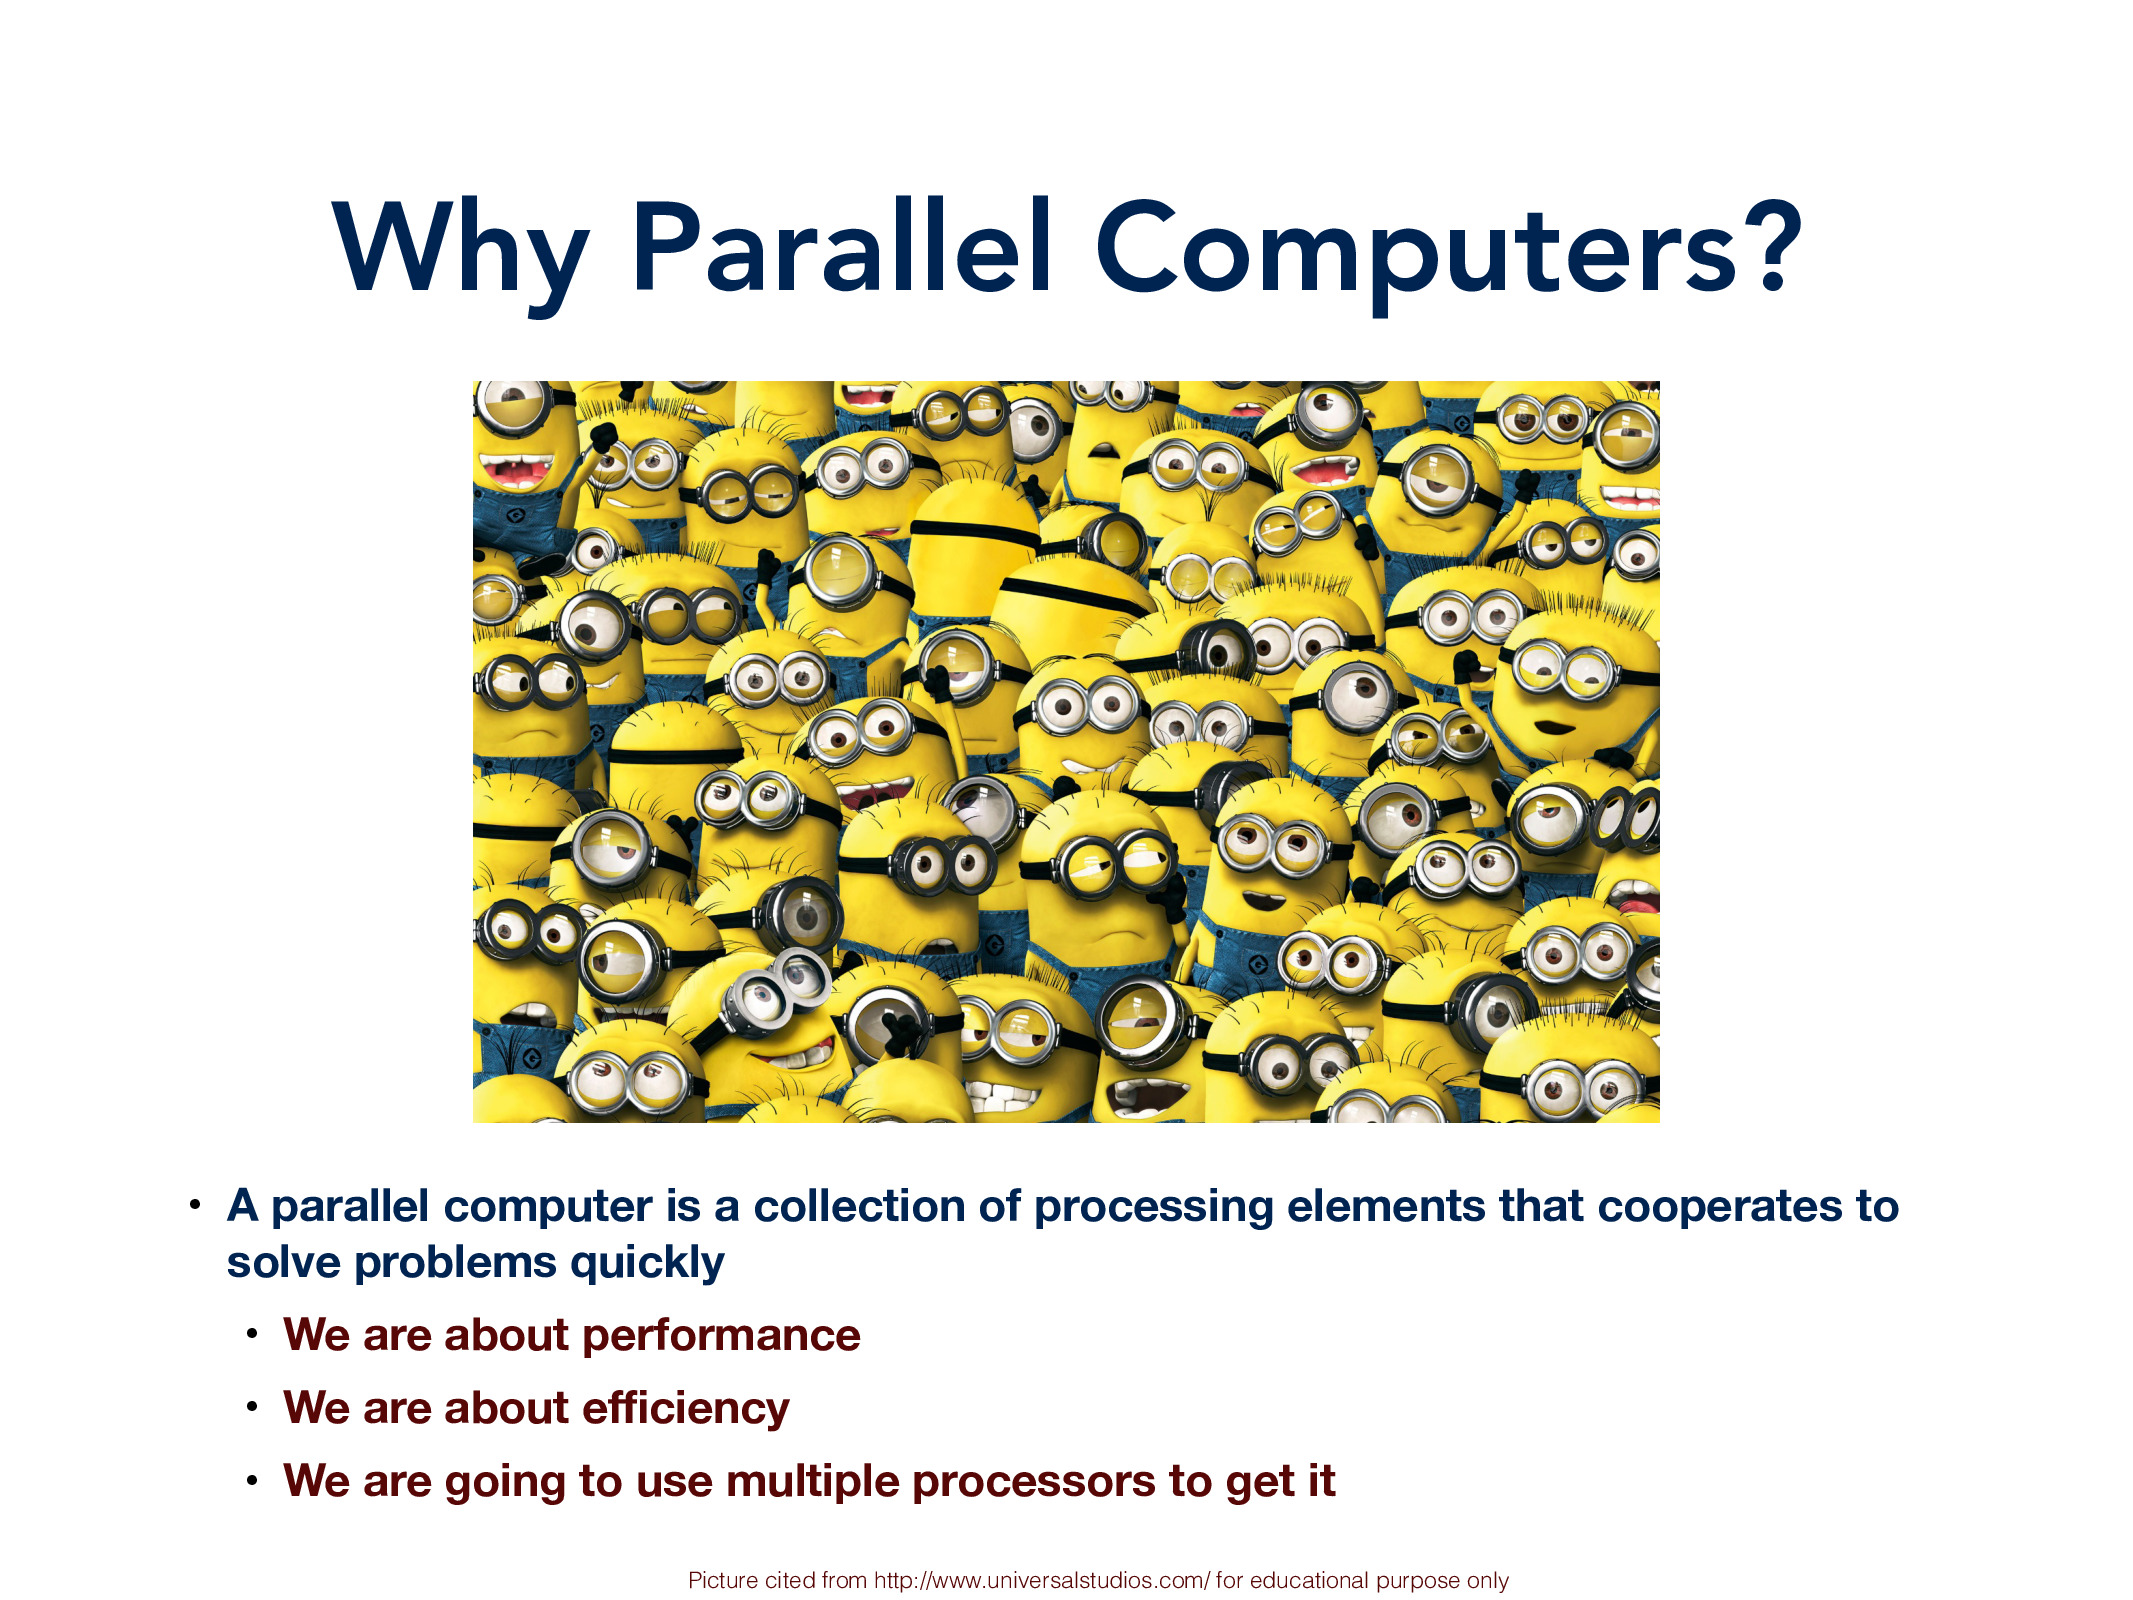 Why Parallel Computers?
• A parallel computer is a collection of processing elements that cooperates to
solve problems quickly
• We are about performance
• We are about efficiency
• We are going to use multiple processors to get it
Picture cited from http://www.universalstudios.com/ for educational purpose only